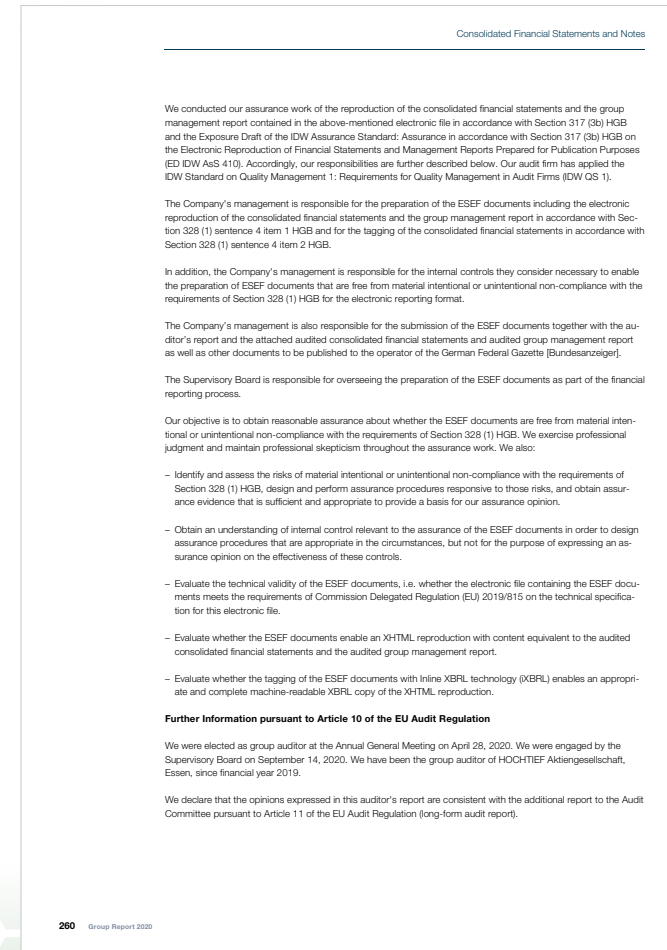 Consolidated Financial Statements and Notes
We conducted our assurance work of the reproduction of the consolidated financial statements and the group
management report contained in the above-mentioned electronic file in accordance with Section 317 (3b) HGB
and the Exposure Draft of the IDW Assurance Standard: Assurance in accordance with Section 317 (3b) HGB on
the Electronic Reproduction of Financial Statements and Management Reports Prepared for Publication Purposes
(ED IDW AsS 410). Accordingly, our responsibilities are further described below. Our audit firm has applied the
IDW Standard on Quality Management 1: Requirements for Quality Management in Audit Firms (IDW QS 1).
The Company's management is responsible for the preparation of the ESEF documents including the electronic
reproduction of the consolidated financial statements and the group management report in accordance with Sec-
tion 328 (1) sentence 4 item 1 HGB and for the tagging of the consolidated financial statements in accordance with
Section 328 (1) sentence 4 item 2 HGB.
In addition, the Company's management is responsible for the internal controls they consider necessary to enable
the preparation of ESEF documents that are free from material intentional or unintentional non-compliance with the
requirements of Section 328 (1) HGB for the electronic reporting format.
The Company's management is also responsible for the submission of the ESEF documents together with the au-
ditor's report and the attached audited consolidated financial statements and audited group management report
as well as other documents to be published to the operator of the German Federal Gazette [Bundesanzeiger].
The Supervisory Board is responsible for overseeing the preparation of the ESEF documents as part of the financial
reporting process.
Our objective is to obtain reasonable assurance about whether the ESEF documents are free from material inten-
tional or unintentional non-compliance with the requirements of Section 328 (1) HGB. We exercise professional
judgment and maintain professional skepticism throughout the assurance work. We also:
– Identify and assess the risks of material intentional or unintentional non-compliance with the requirements of
Section 328 (1) HGB, design and perform assurance procedures responsive to those risks, and obtain assur-
ance evidence that is sufficient and appropriate to provide a basis for our assurance opinion.
– Obtain an understanding of internal control relevant to the assurance of the ESEF documents in order to design
assurance procedures that are appropriate in the circumstances, but not for the purpose of expressing an as-
surance opinion on the effectiveness of these controls.
– Evaluate the technical validity of the ESEF documents, i.e. whether the electronic file containing the ESEF docu-
ments meets the requirements of Commission Delegated Regulation (EU) 2019/815 on the technical specifica-
tion for this electronic file.
– Evaluate whether the ESEF documents enable an XHTML reproduction with content equivalent to the audited
consolidated financial statements and the audited group management report.
– Evaluate whether the tagging of the ESEF documents with Inline XBRL technology (iXBRL) enables an appropri-
ate and complete machine-readable XBRL copy of the XHTML reproduction.
Further Information pursuant to Article 10 of the EU Audit Regulation
We were elected as group auditor at the Annual General Meeting on April 28, 2020. We were engaged by the
Supervisory Board on September 14, 2020. We have been the group auditor of HOCHTIEF Aktiengesellschaft,
Essen, since financial year 2019.
We declare that the opinions expressed in this auditor's report are consistent with the additional report to the Audit
Committee pursuant to Article 11 of the EU Audit Regulation (long-form audit report).
260 Group Report 2020